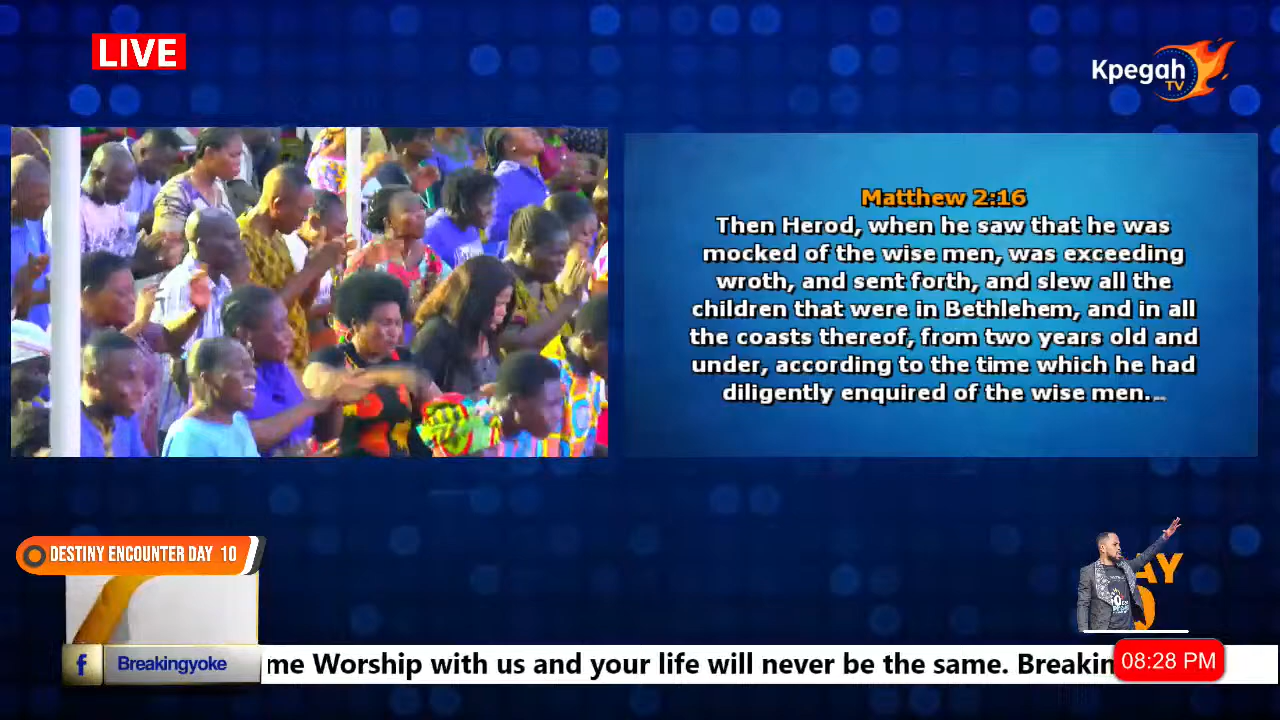 LIVE
Kpegah
TV
Matthew 2:16
Then Herod, when he saw that he was
mocked of the wise men, was exceeding
wroth, and sent forth, and slew all the
children that were in Bethlehem, and in all
the coasts thereof, from two years old and
under, according to the time which he had
diligently enquired of the wise men.
DESTINY ENCOUNTER DAY 10
AY
f Breakingyoke
me Worship with us and your life will never be the same. Breakin
08:28 PM